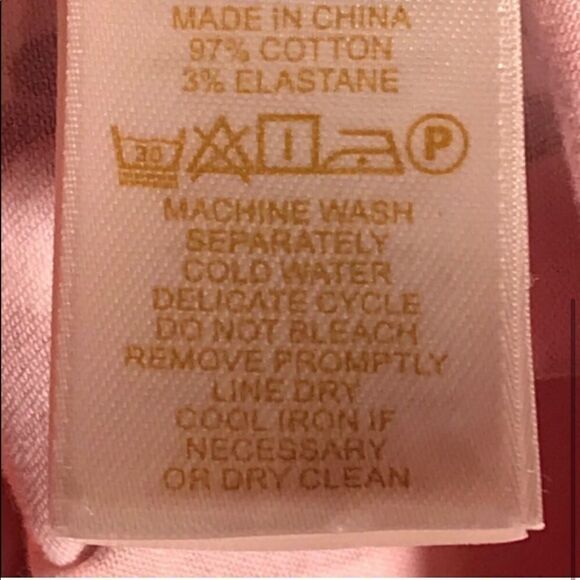 MADE IN CHINA
97% COTTON
3% ELASTANE
30 P
MACHINE WASH
SEPARATELY
COLD WATER
DELICATE CYCLE
DO NOT BLEACH
REMOVE PROMPTLY
LINE DRY
COOL IRON IF
NECESSARY
OR DRY CLEAN